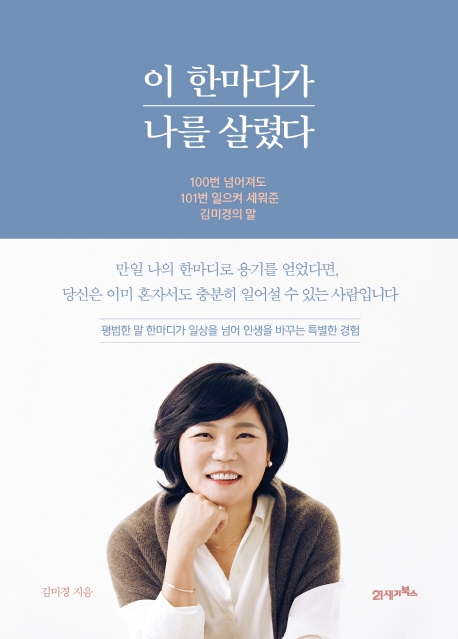 이 한마디가
나를 살렸다
100번 넘어져도
101번 일으켜 세워준
김미경의 말
만일 나의 한마디로 용기를 얻었다면,
당신은 이미 혼자서도 충분히 일어설 수 있는 사람입니다
평범한 말 한마디가 일상을 넘어 인생을 바꾸는 특별한 경험
김미경 지음
21세기북스